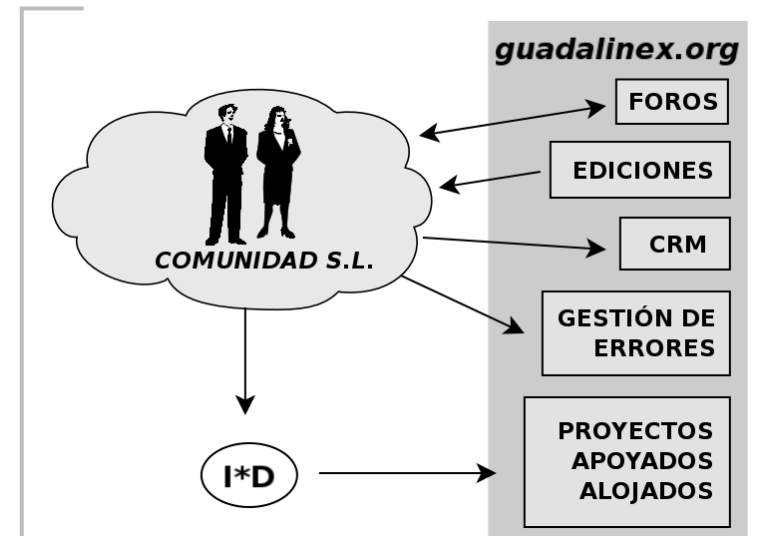 guadalinex.org
FOROS
EDICIONES
CRM
COMUNIDAD S.L.
GESTIÓN DE
ERRORES
PROYECTOS
APOYADOS
ALOJADOS
I*D